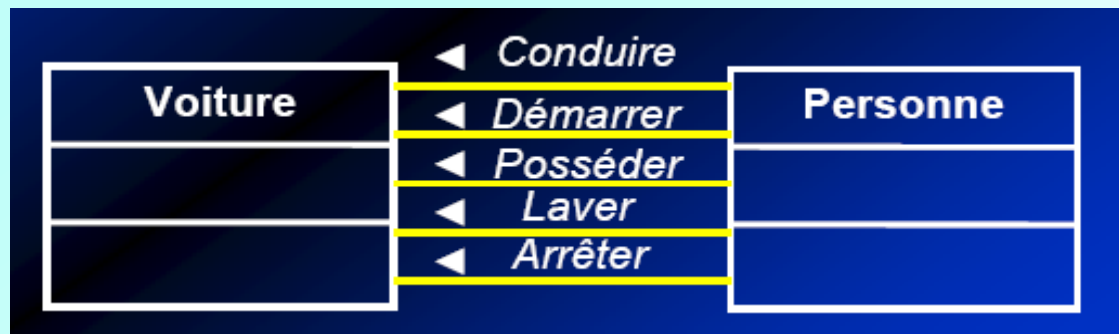 Voiture
◄ Conduire
◄ Démarrer
◄ Posséder
◄ Laver
◄ Arrêter
Personne